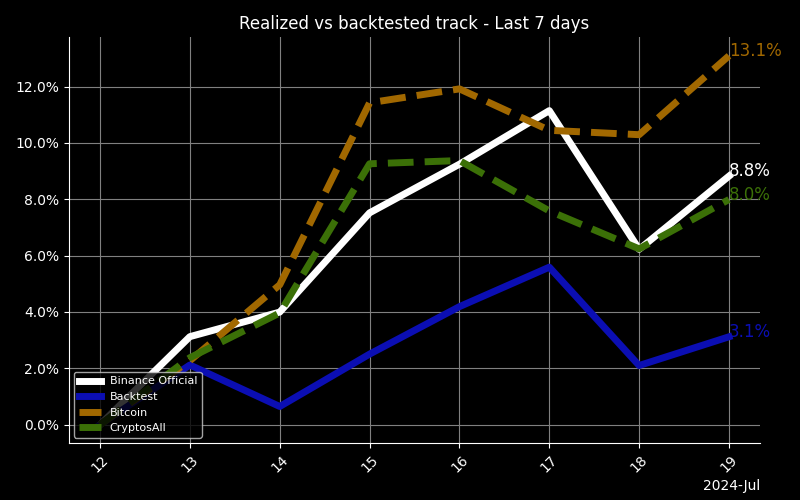 Realized vs backtested track - Last 7 days
13.1%
12.0%
10.0%
8.8%
8.0%
8.0%
6.0%
4.0%
3.1%
2.0%
0.0%
Binance Official
Backtest
Bitcoin
CryptosAll
12 13 14 15 16 17 18 19
2024-Jul